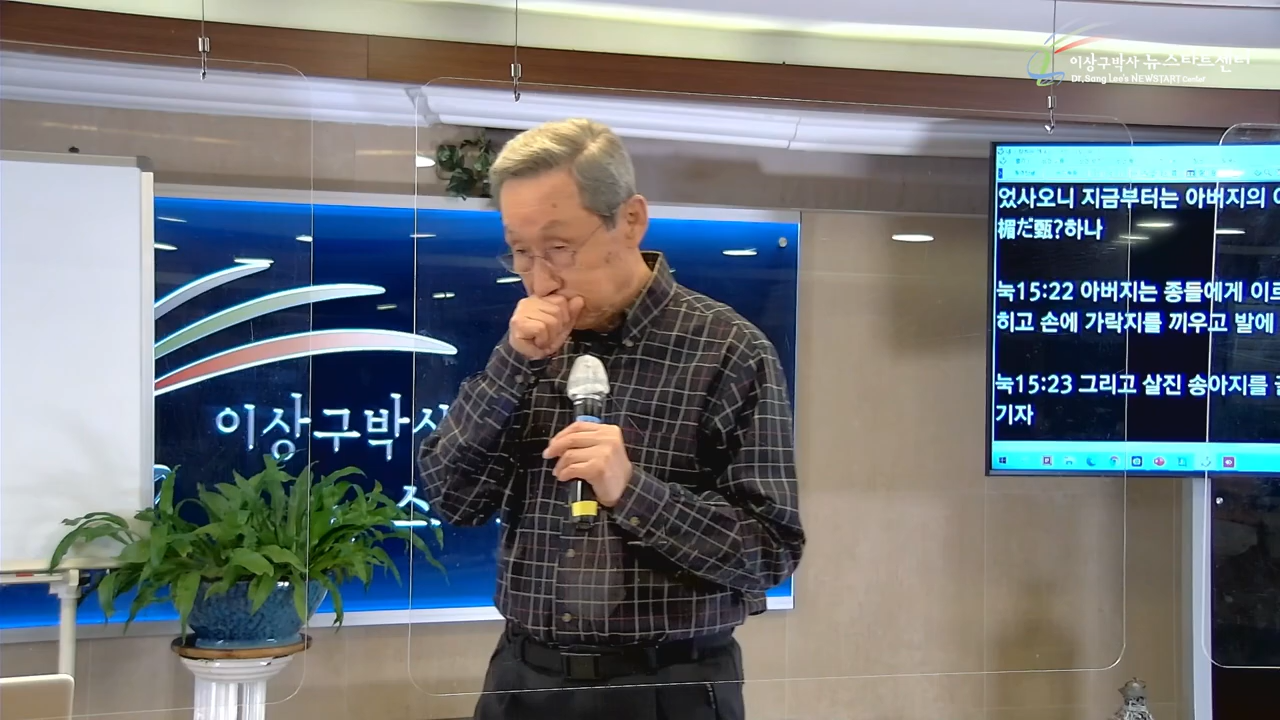 이상구박사 뉴스타트센터
Dr. Sang Lee's NEWSTART Center
었사오니 지금부터는 아버지의
楣だ甄?하나
눅15:22 아버지는 종들에게 이르
히고 손에 가락지를 끼우고 발에
눅15:23 그리고 살진 송아지를
기자
이상구박사